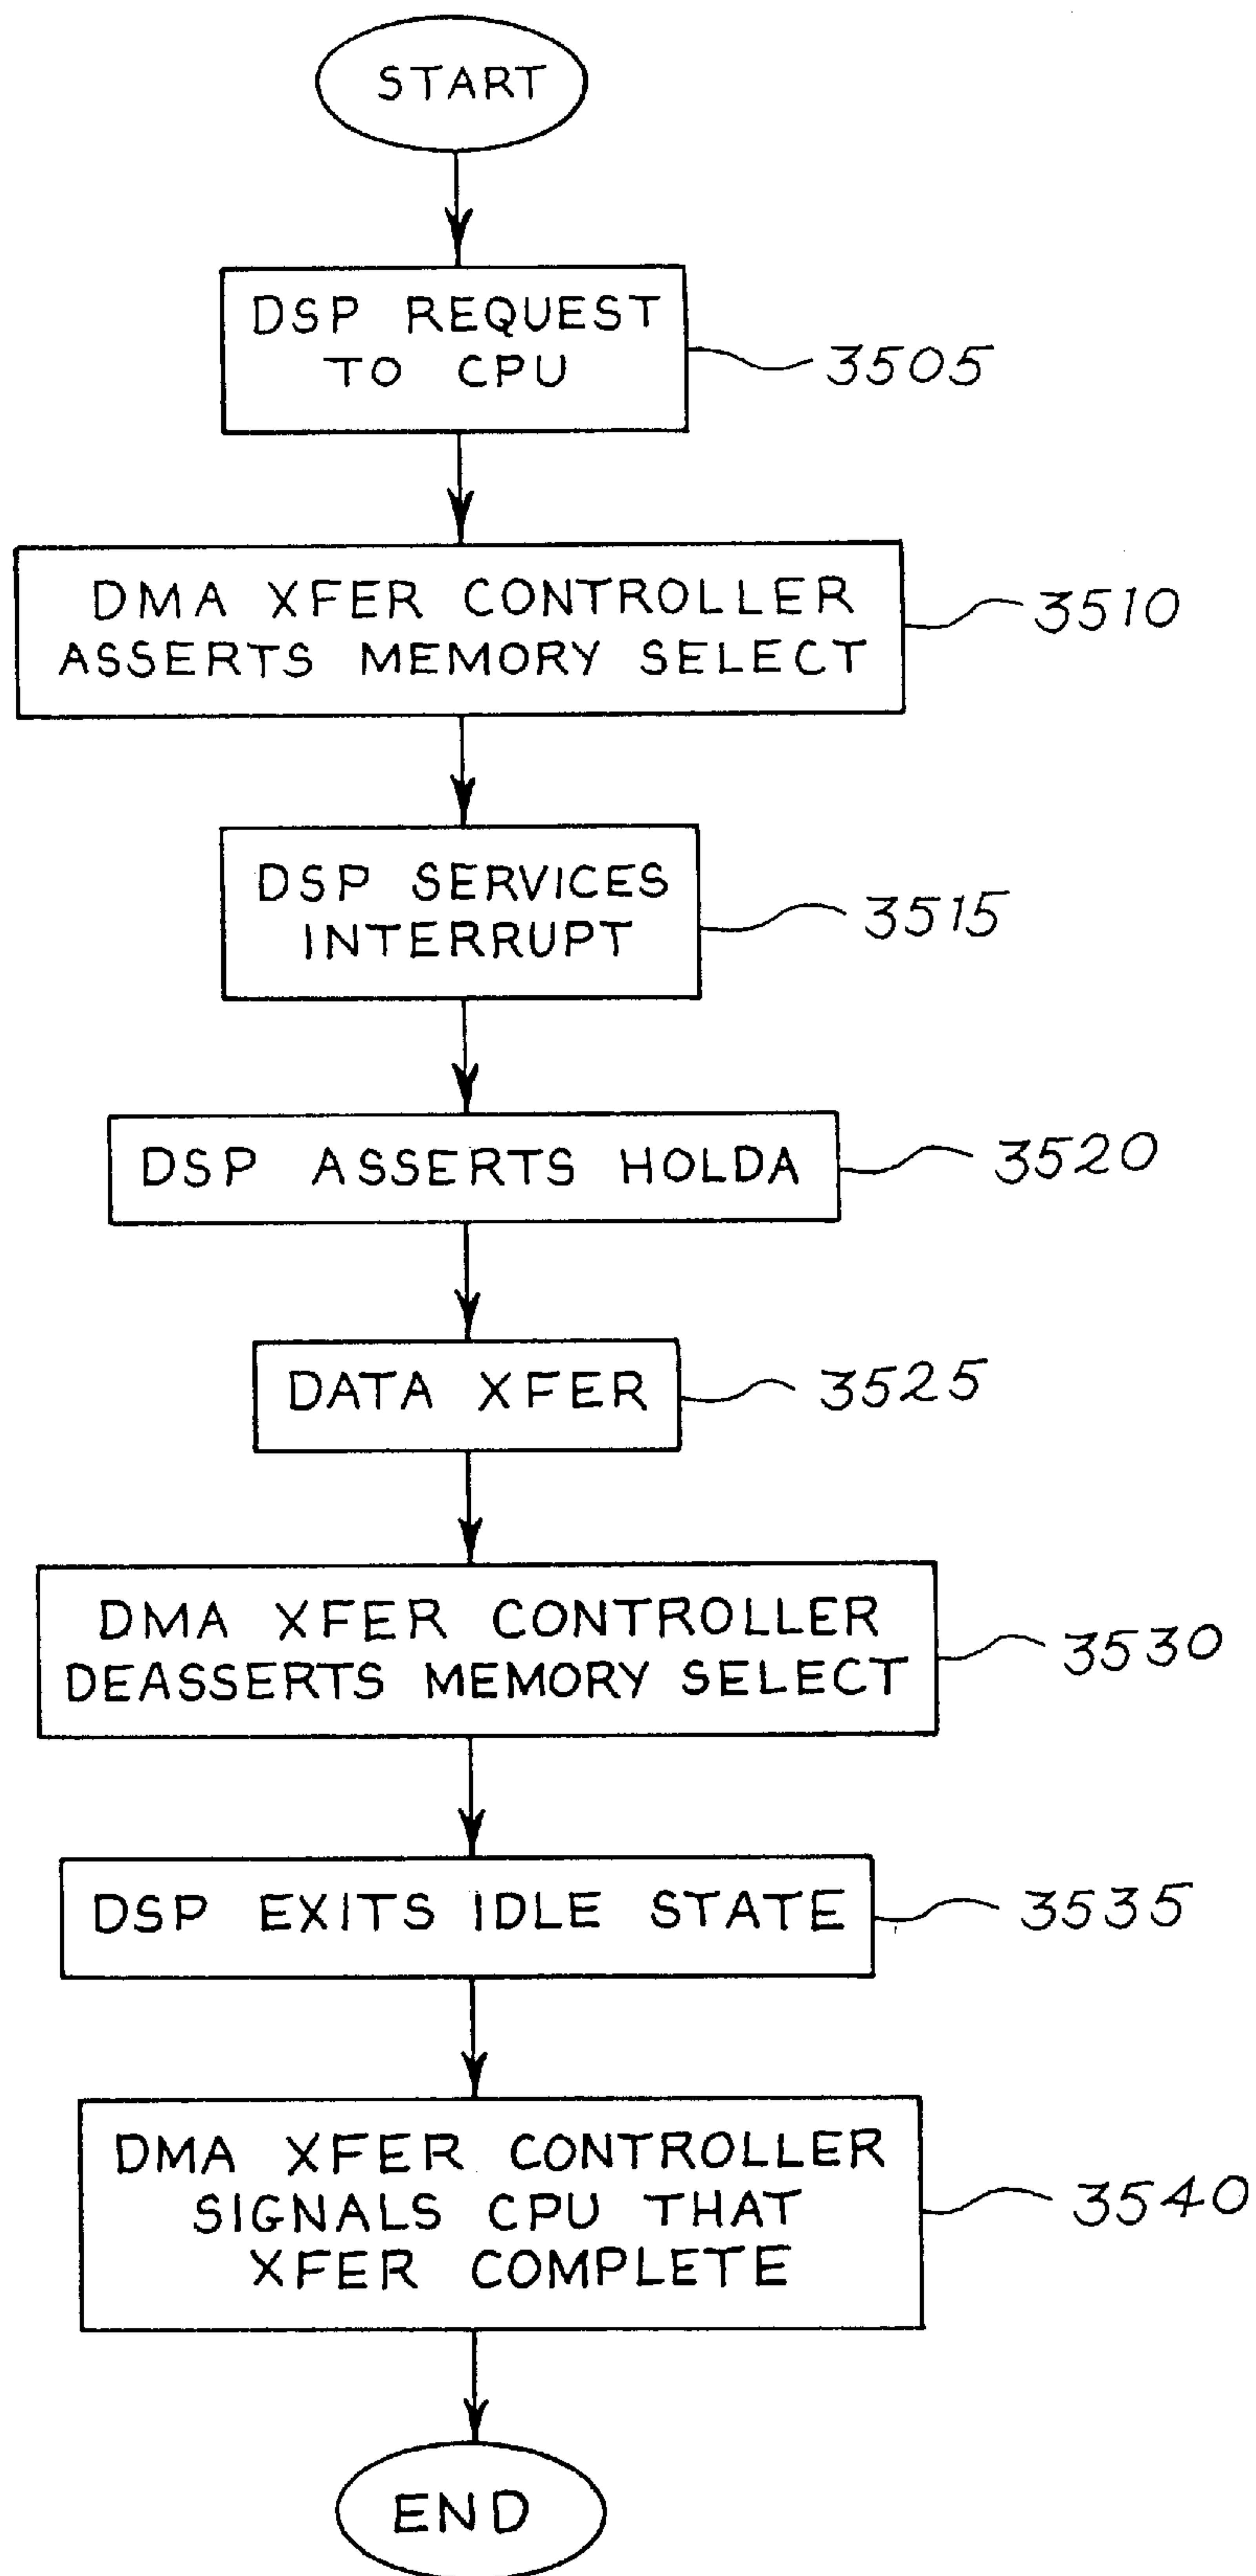 START
DSP REQUEST
TO CPU
3505
DMA XFER CONTROLLER
ASSERTS MEMORY SELECT
3510
DSP SERVICES
INTERRUPT
3515
DSP ASSERTS HOLDA
3520
DATA XFER
3525
DMA XFER CONTROLLER
DEASSERTS MEMORY SELECT
3530
DSP EXITS IDLE STATE
3535
DMA XFER CONTROLLER
SIGNALS CPU THAT
XFER COMPLETE
3540
END